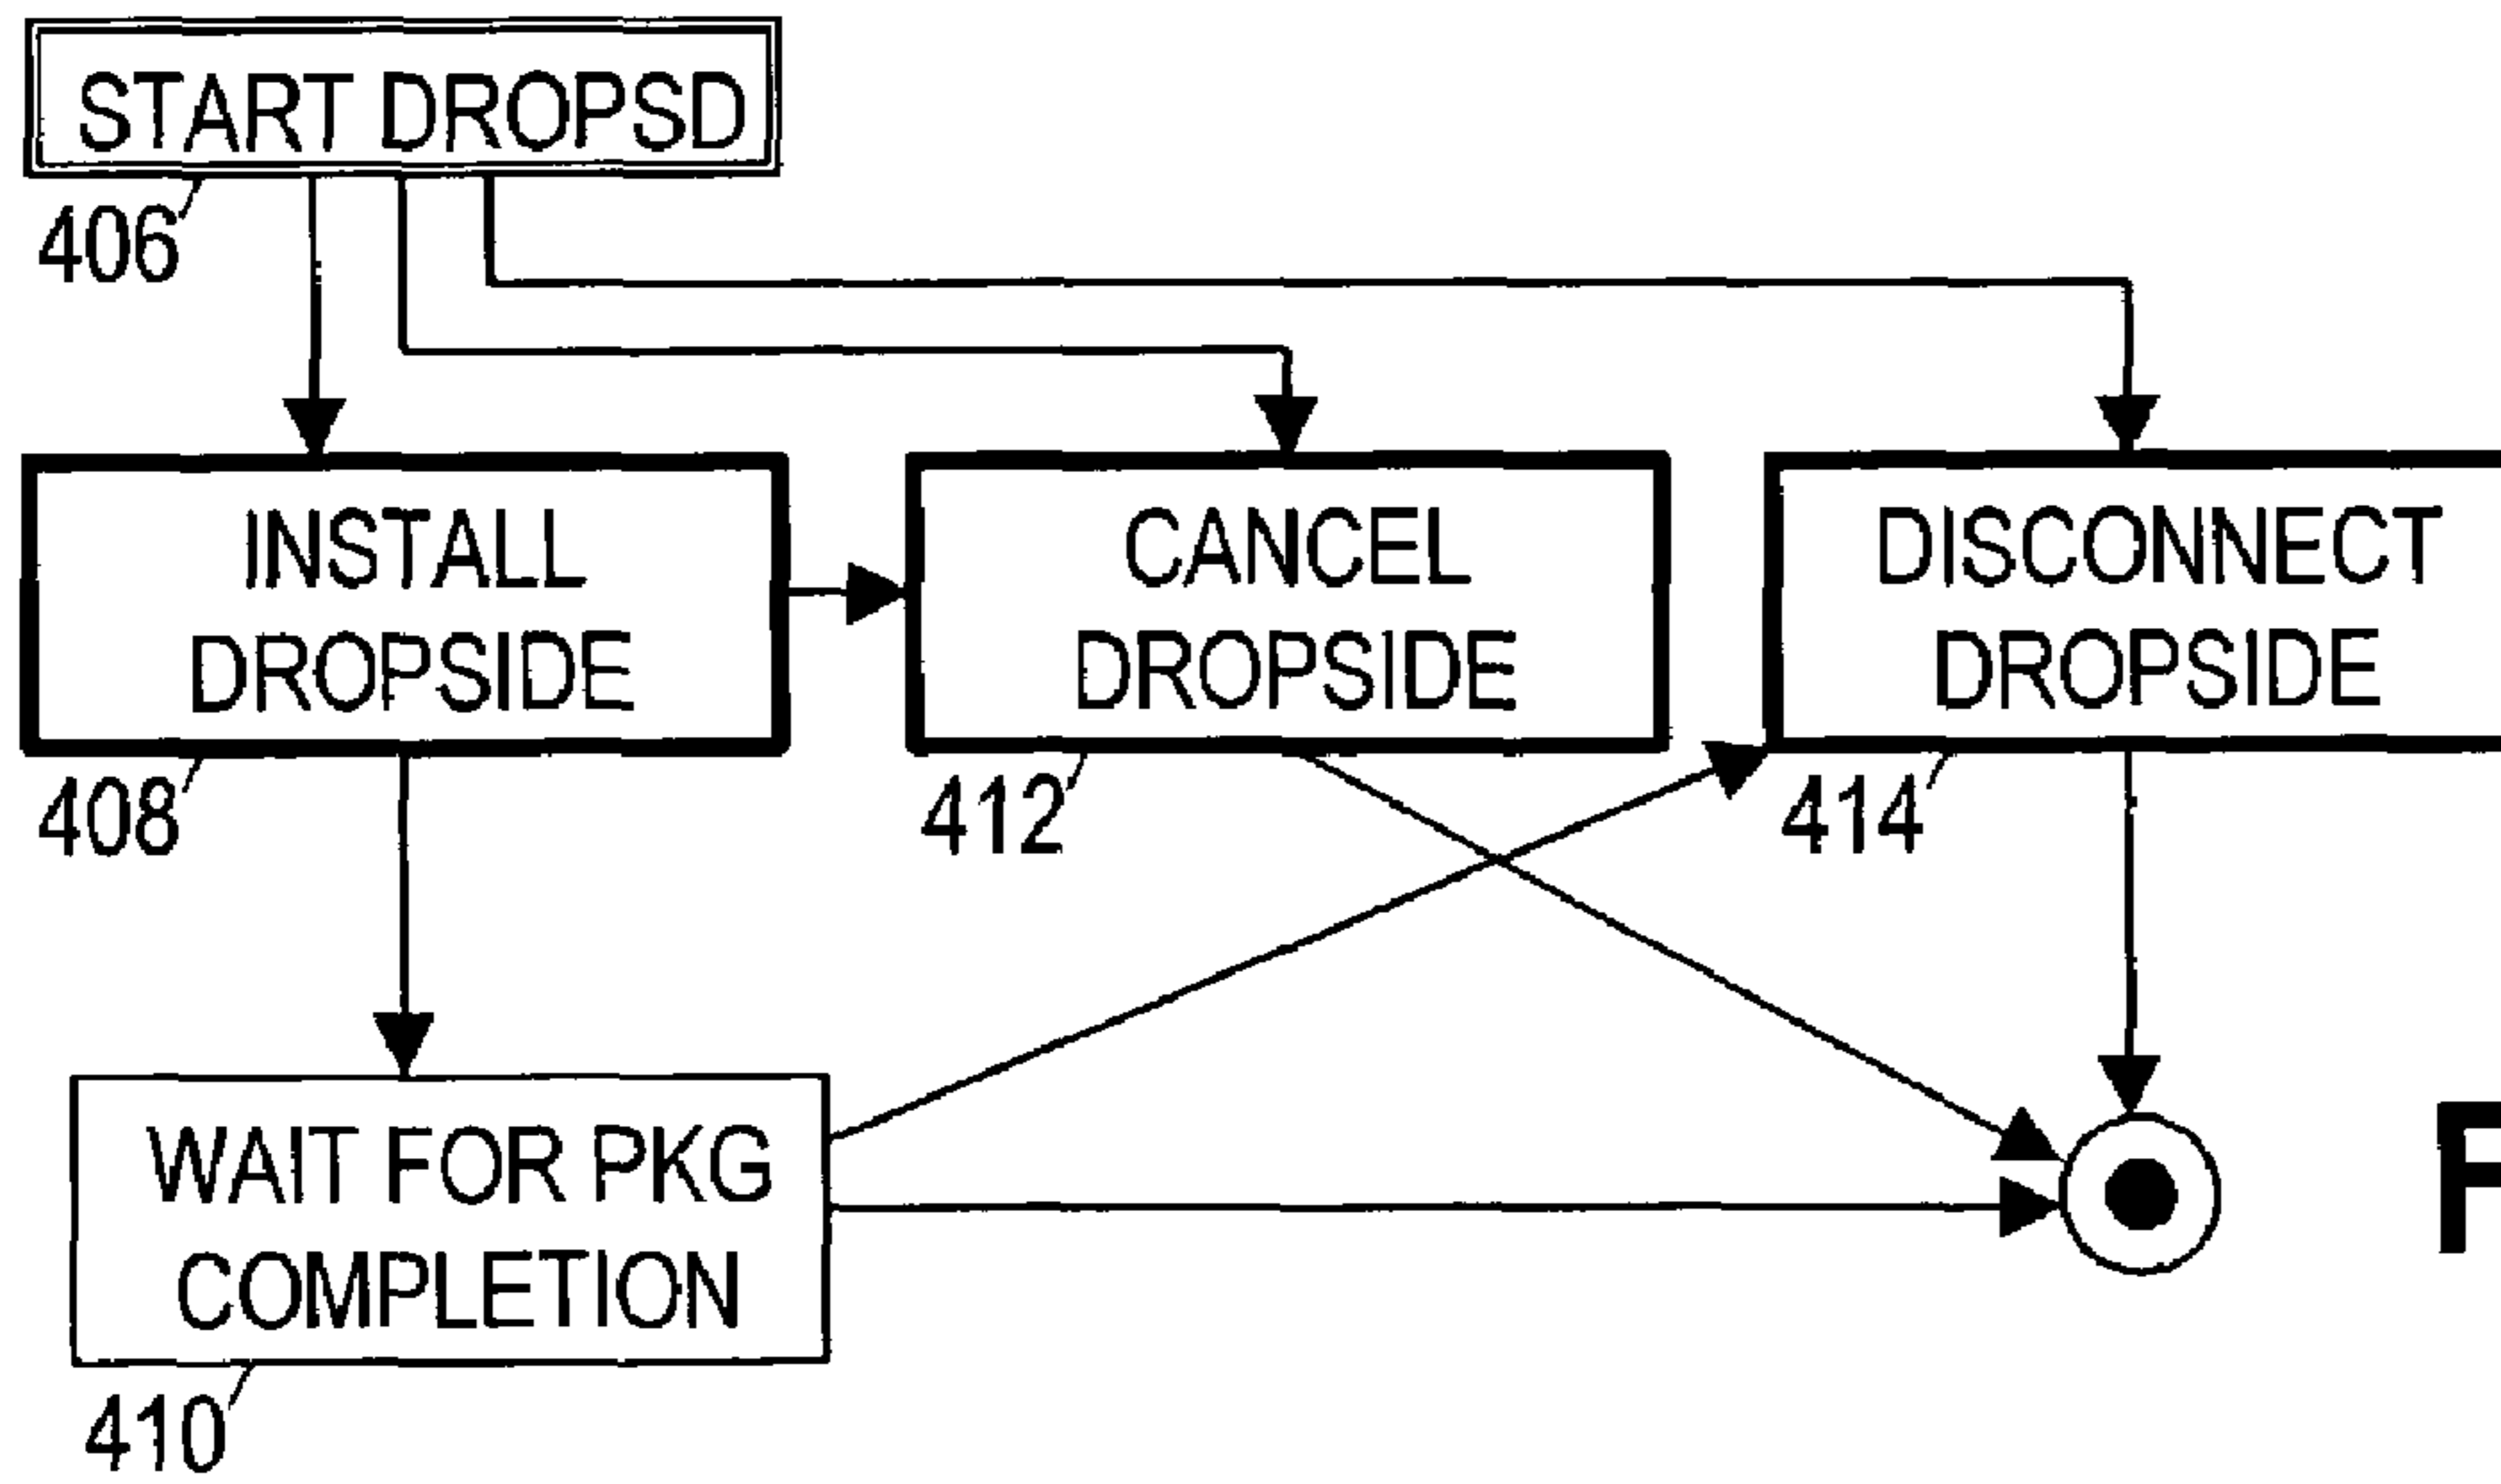 START DROPSD
406
INSTALL
DROPSIDE
408
CANCEL
DROPSIDE
412
DISCONNECT
DROPSIDE
414
WAIT FOR PKG
COMPLETION
410
F